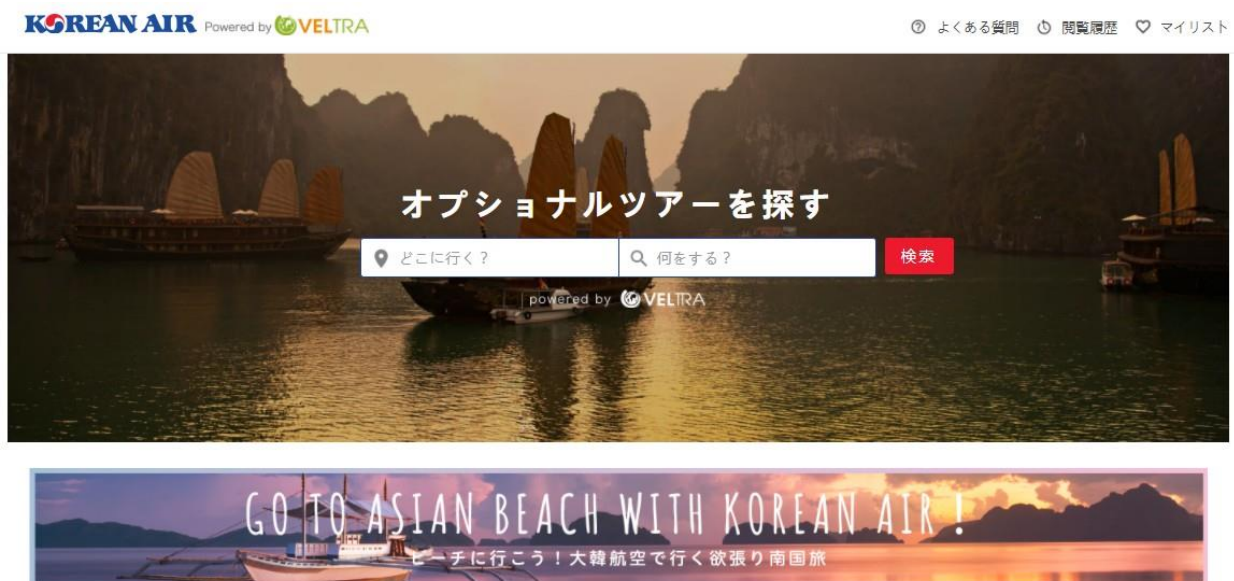 KOREAN AIR Powered by VELTRA
よくある質問 閲覧履歴 マイリスト
オプショナルツアーを探す
どこに行く? 何をする? 検索
powered by VELTRA
GO TO ASIAN BEACH WITH KOREAN AIR !
ビーチに行こう!大韓航空で行く欲張り南国旅